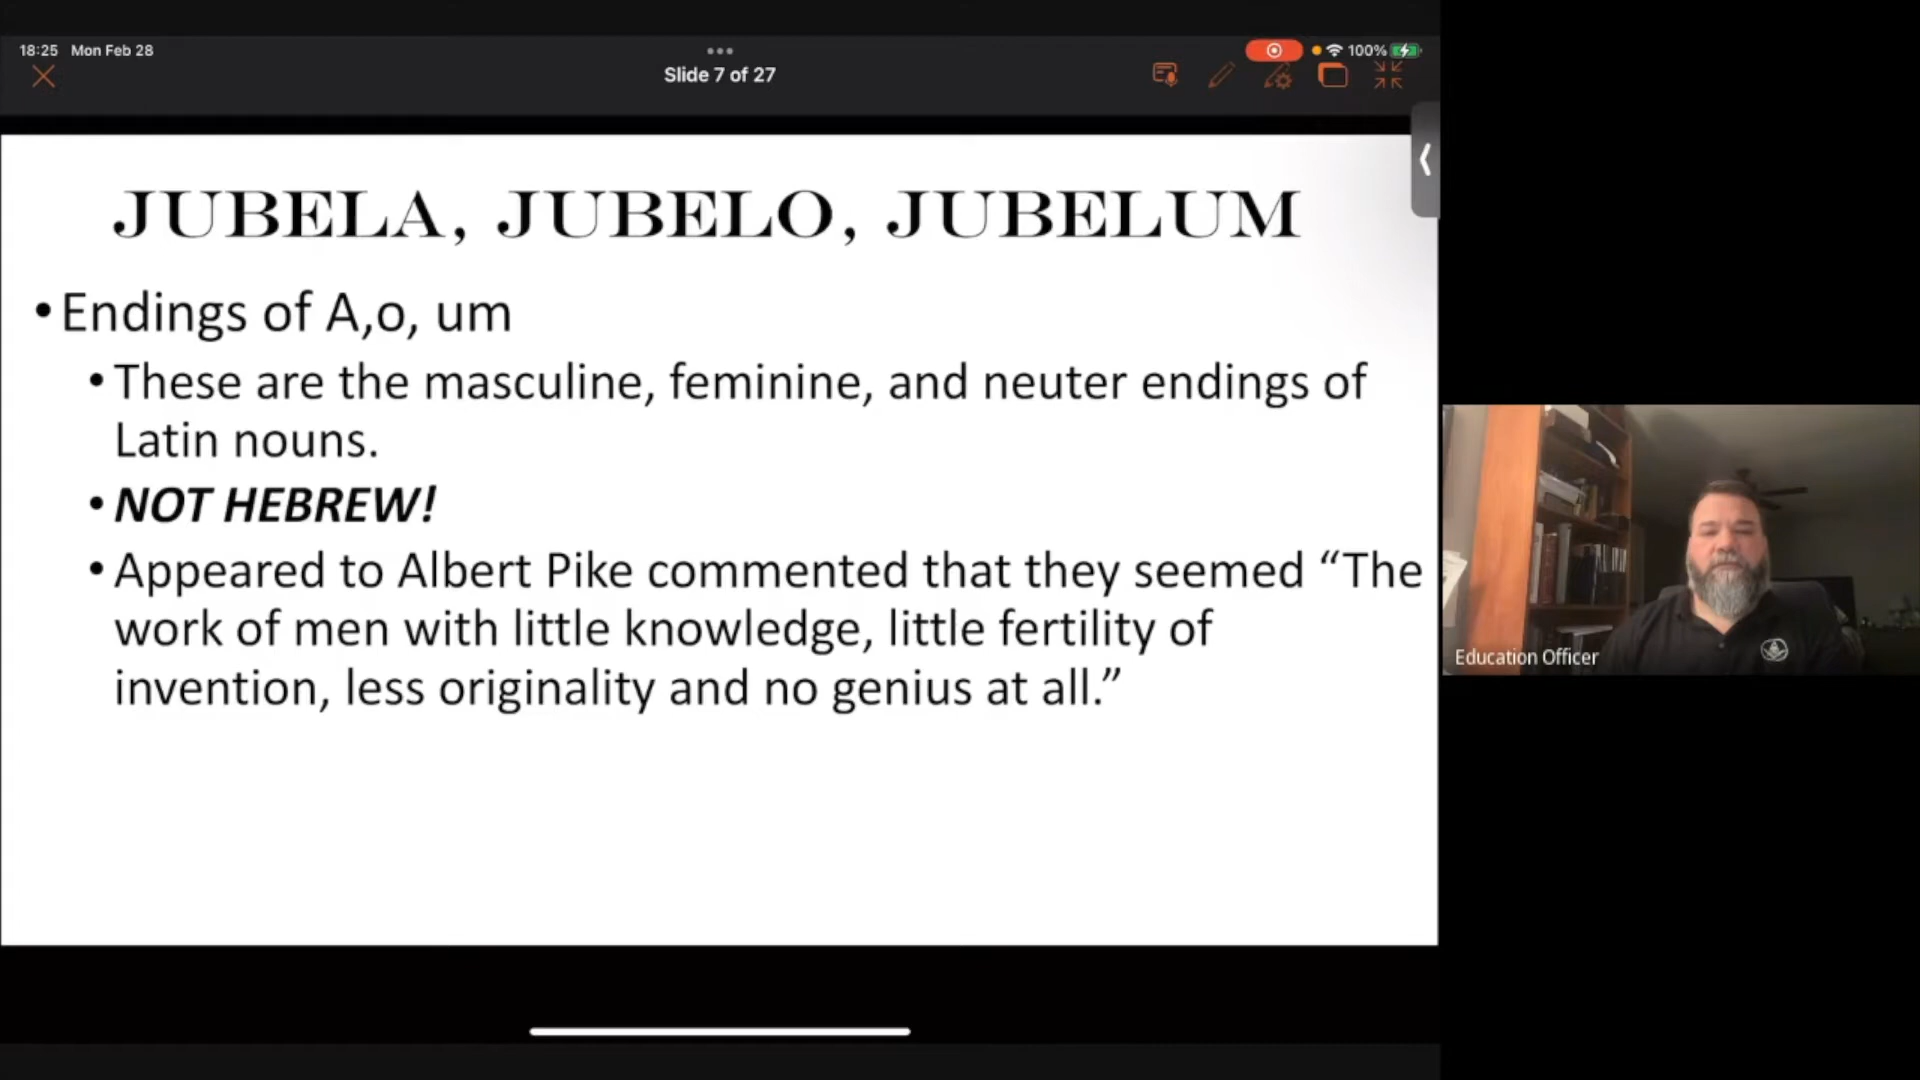 18:25 Mon Feb 28
100%
Slide 7 of 27
JUBELA, JUBELO, JUBELUM
• Endings of A,o, um
• These are the masculine, feminine, and neuter endings of
Latin nouns.
• NOT HEBREW!
• Appeared to Albert Pike commented that they seemed “The
work of men with little knowledge, little fertility of
invention, less originality and no genius at all.”
Education Officer